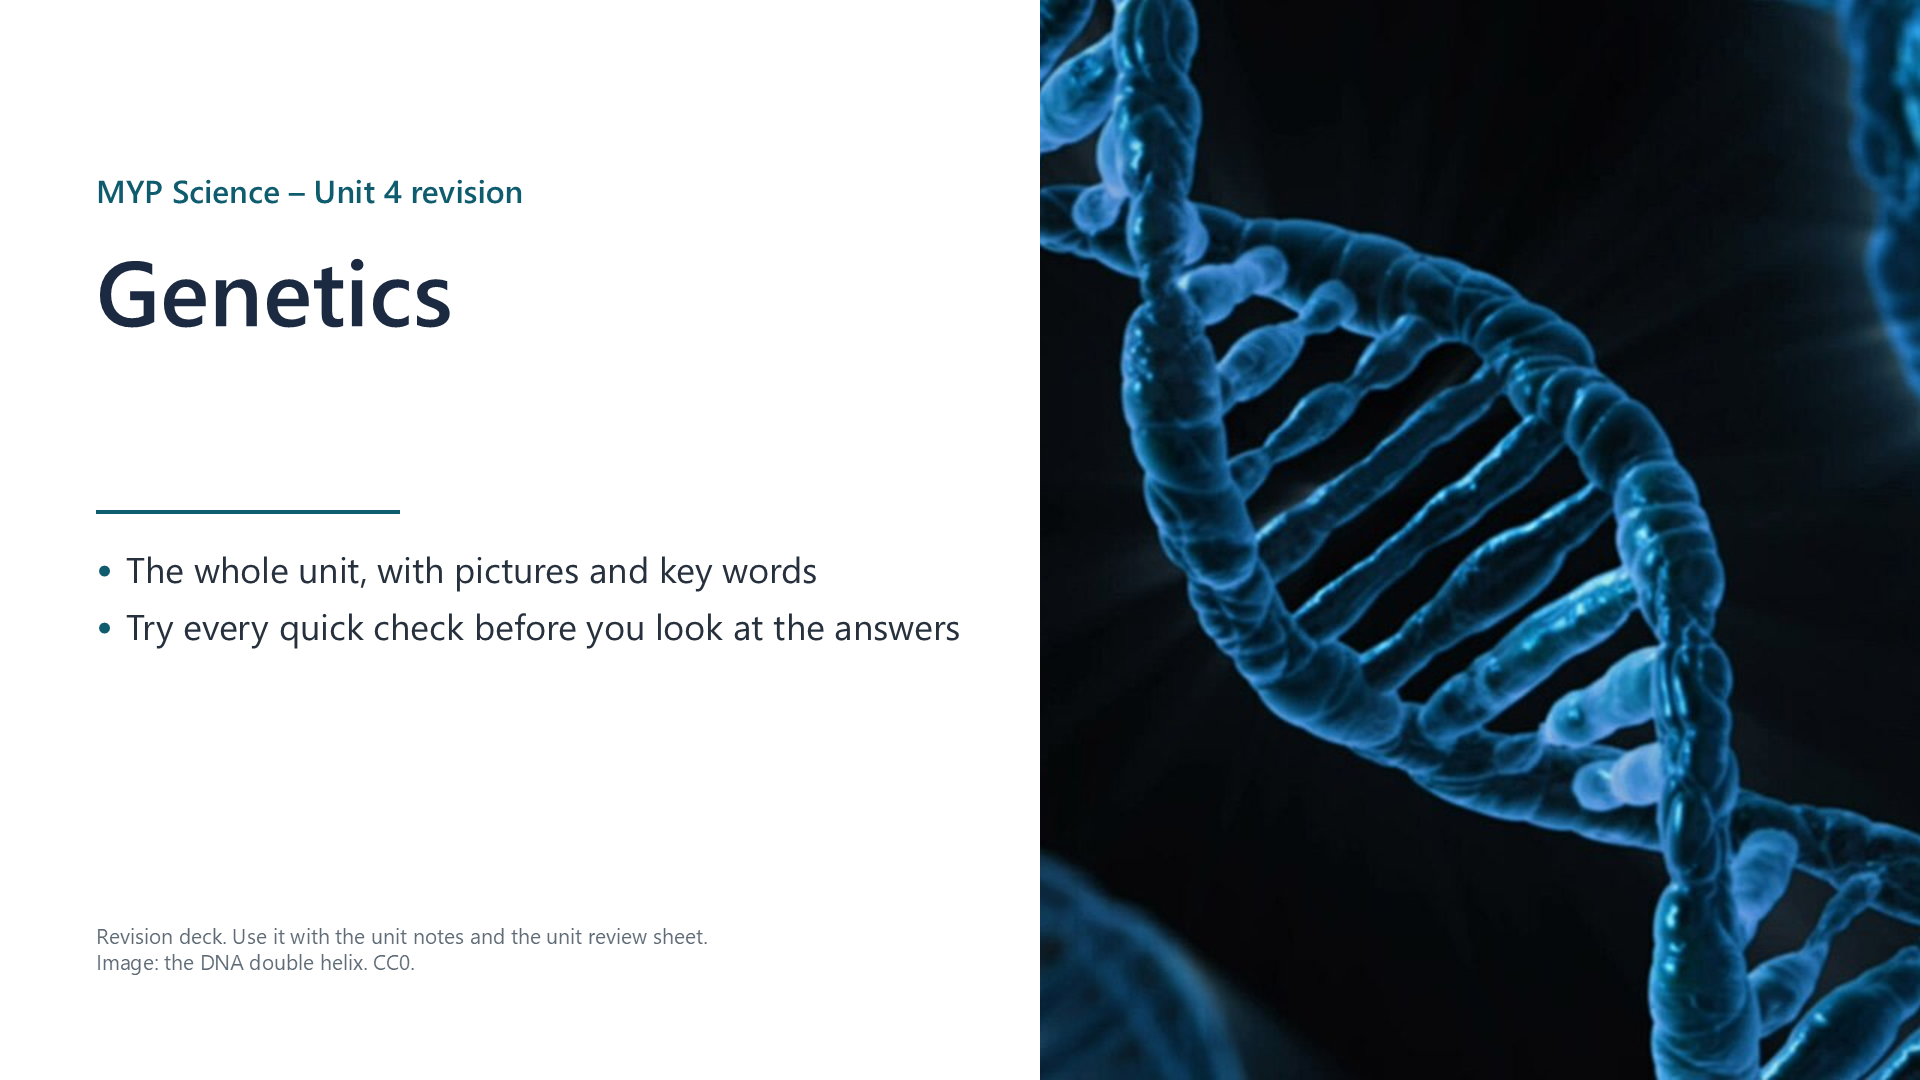 MYP Science – Unit 4 revision
Genetics
• The whole unit, with pictures and key words
• Try every quick check before you look at the answers
Revision deck. Use it with the unit notes and the unit review sheet.
Image: the DNA double helix. CC0.